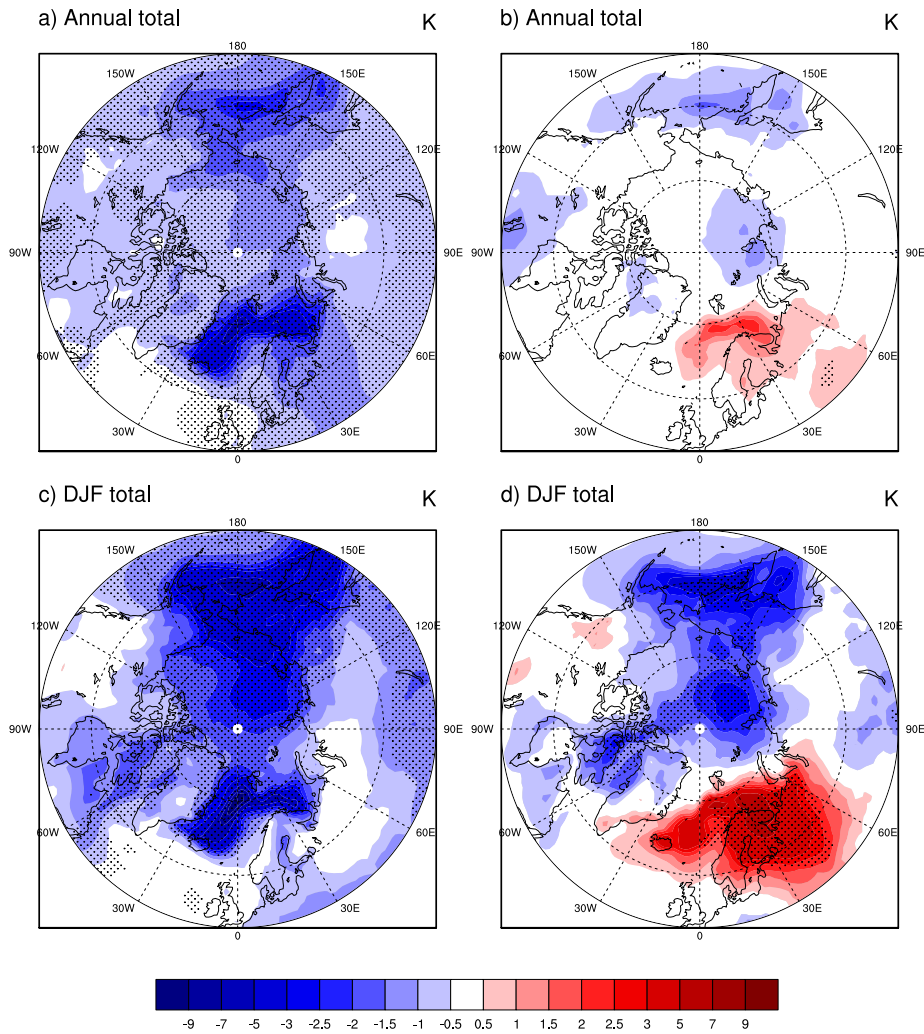 a) Annual total K
b) Annual total K
180
150W 150E
120W 120E
90W 90E
60W 60E
30W 30E
0
180
150W 150E
120W 120E
90W 90E
60W 60E
30W 30E
0
c) DJF total K
d) DJF total K
180
150W 150E
120W 120E
90W 90E
60W 60E
30W 30E
0
180
150W 150E
120W 120E
90W 90E
60W 60E
30W 30E
0
-9 -7 -5 -3 -2.5 -2 -1.5 -1 -0.5 0.5 1 1.5 2 2.5 3 5 7 9